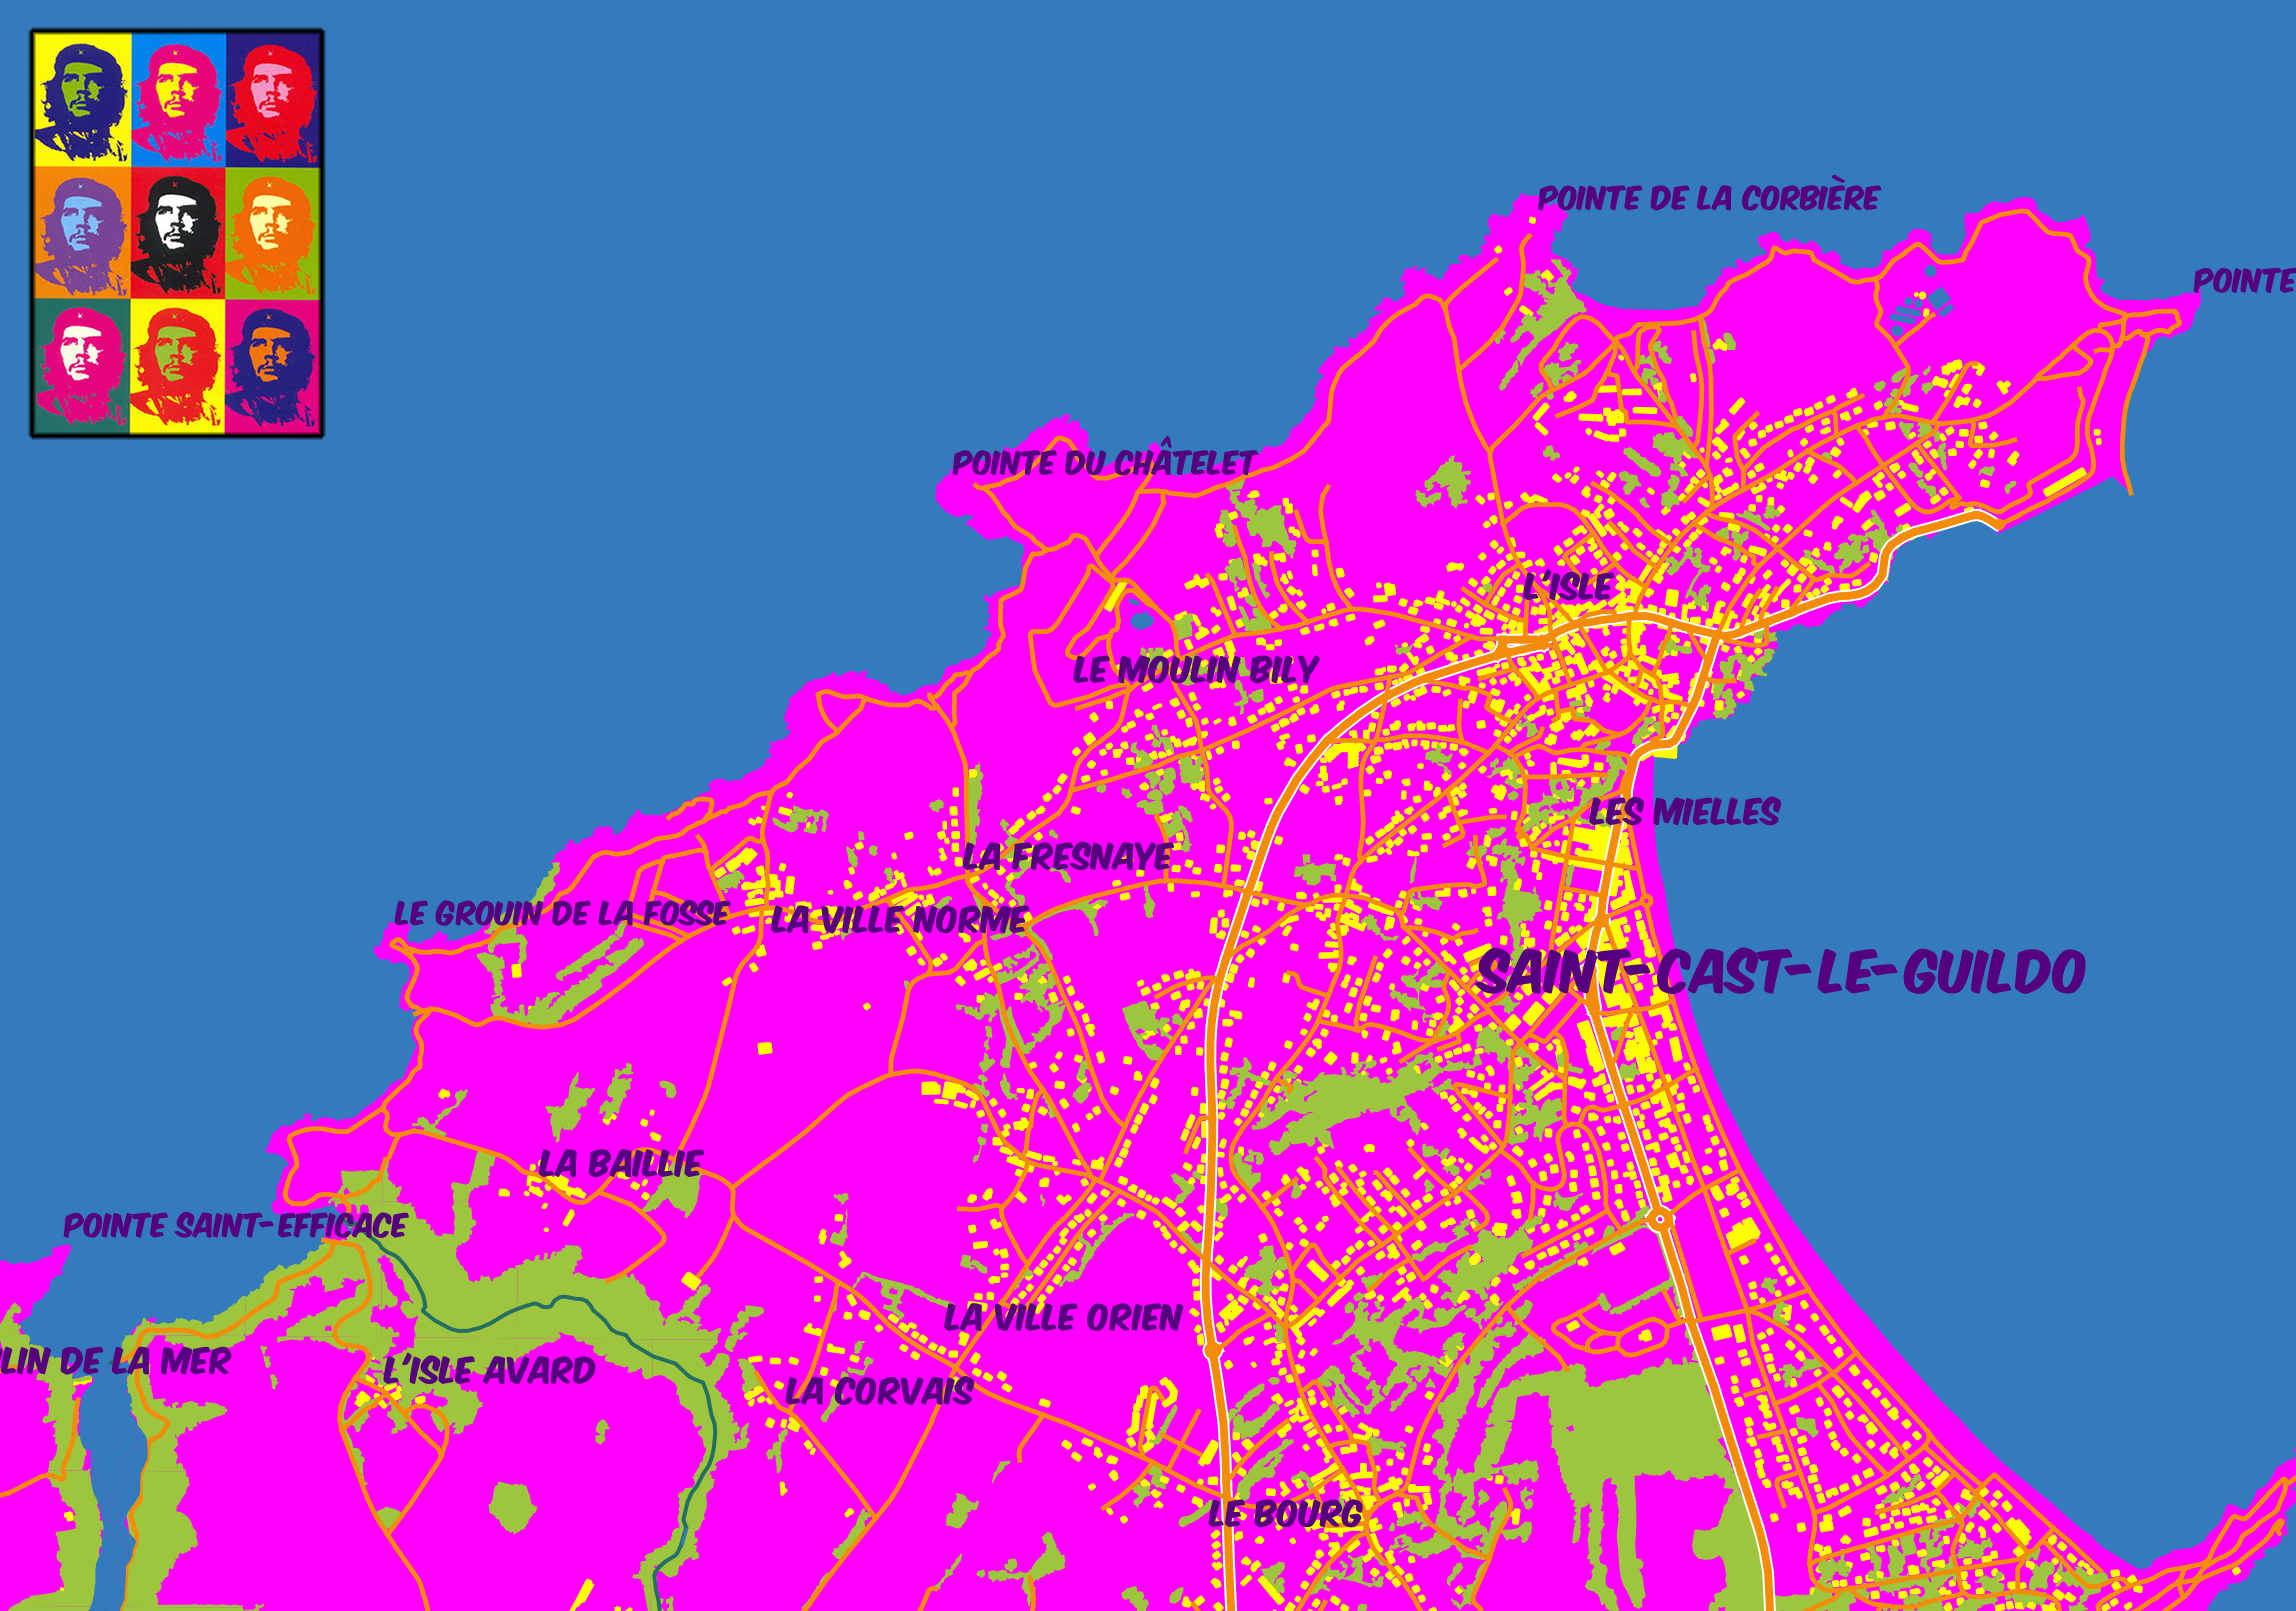 POINTE DE LA CORBIÈRE
POINTE
POINTE DU CHÂTELET
L'ISLE
LE MOULIN BILY
LES MIELLES
LA FRESNAYE
LE GROUIN DE LA FOSSE
LA VILLE NORME
SAINT-CAST-LE-GUILDO
LA BAILLIE
POINTE SAINT-EFFICACE
LA VILLE ORIEN
LIN DE LA MER
L'ISLE AVARD
LA CORVAIS
LE BOURG